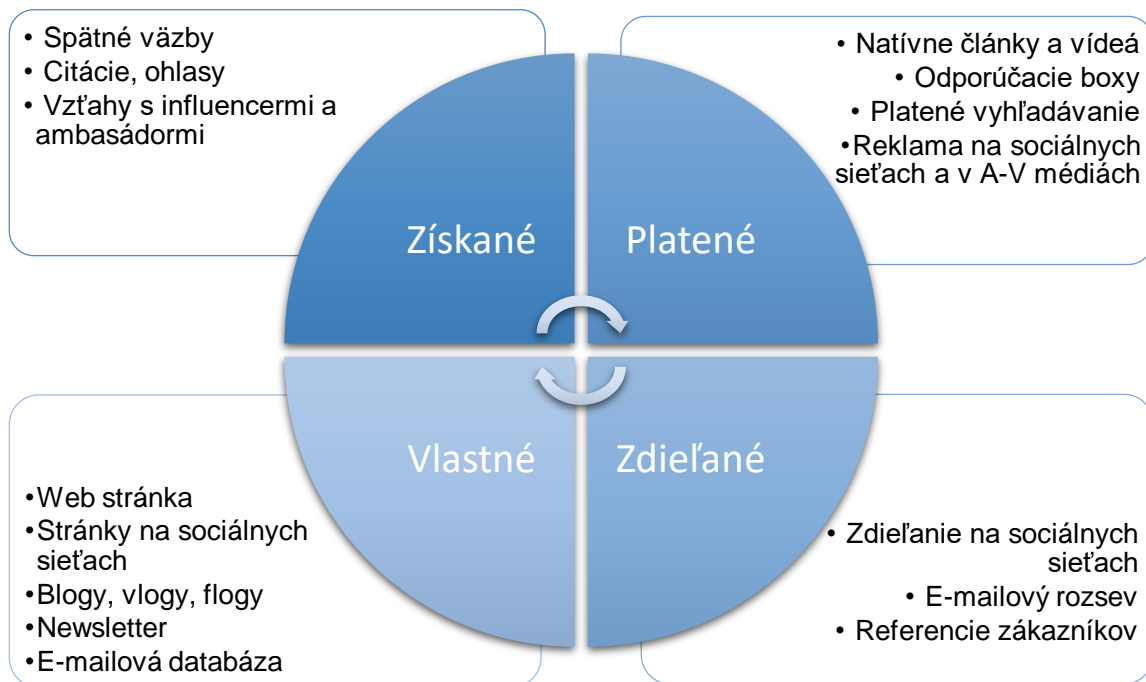 • Spätné väzby
• Citácie, ohlasy
• Vzťahy s influencermi a
ambasádormi
• Natívne články a vídeá
• Odporúčacie boxy
• Platené vyhľadávanie
•Reklama na sociálnych
sieťach a v A-V médiách
Získané
Platené
Vlastné
Zdieľané
•Web stránka
•Stránky na sociálnych
sieťach
•Blogy, vlogy, flogy
•Newsletter
•E-mailová databáza
• Zdieľanie na sociálnych
sieťach
• E-mailový rozsev
• Referencie zákazníkov